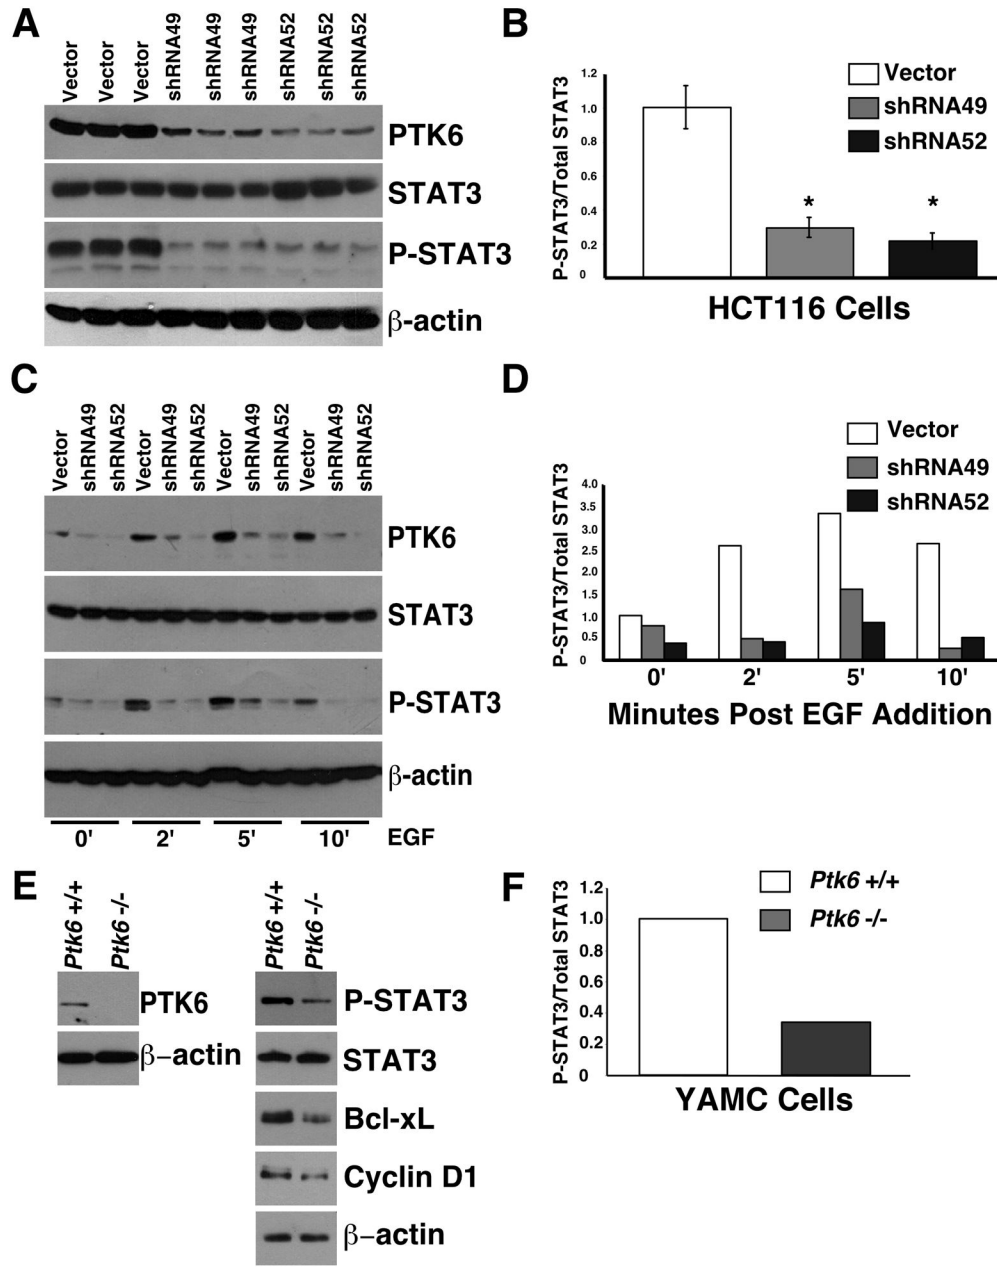 A
Vector
Vector
Vector
shRNA49
shRNA49
shRNA49
shRNA52
shRNA52
shRNA52
PTK6
STAT3
P-STAT3
β-actin
B
Vector
shRNA49
shRNA52
P-STAT3/Total STAT3
1.2
1.0
0.8
0.6
0.4
0.2
0
*
*
HCT116 Cells
C
Vector
shRNA49
shRNA52
Vector
shRNA49
shRNA52
Vector
shRNA49
shRNA52
Vector
shRNA49
shRNA52
PTK6
STAT3
P-STAT3
β-actin
0' 2' 5' 10' EGF
D
Vector
shRNA49
shRNA52
P-STAT3/Total STAT3
4.0
3.5
3.0
2.5
2.0
1.5
1.0
0.5
0
0' 2' 5' 10'
Minutes Post EGF Addition
E
Ptk6 +/+
Ptk6 -/-
PTK6
β–actin
Ptk6 +/+
Ptk6 -/-
P-STAT3
STAT3
Bcl-xL
Cyclin D1
β–actin
F
Ptk6 +/+
Ptk6 -/-
P-STAT3/Total STAT3
1.2
1.0
0.8
0.6
0.4
0.2
0
YAMC Cells